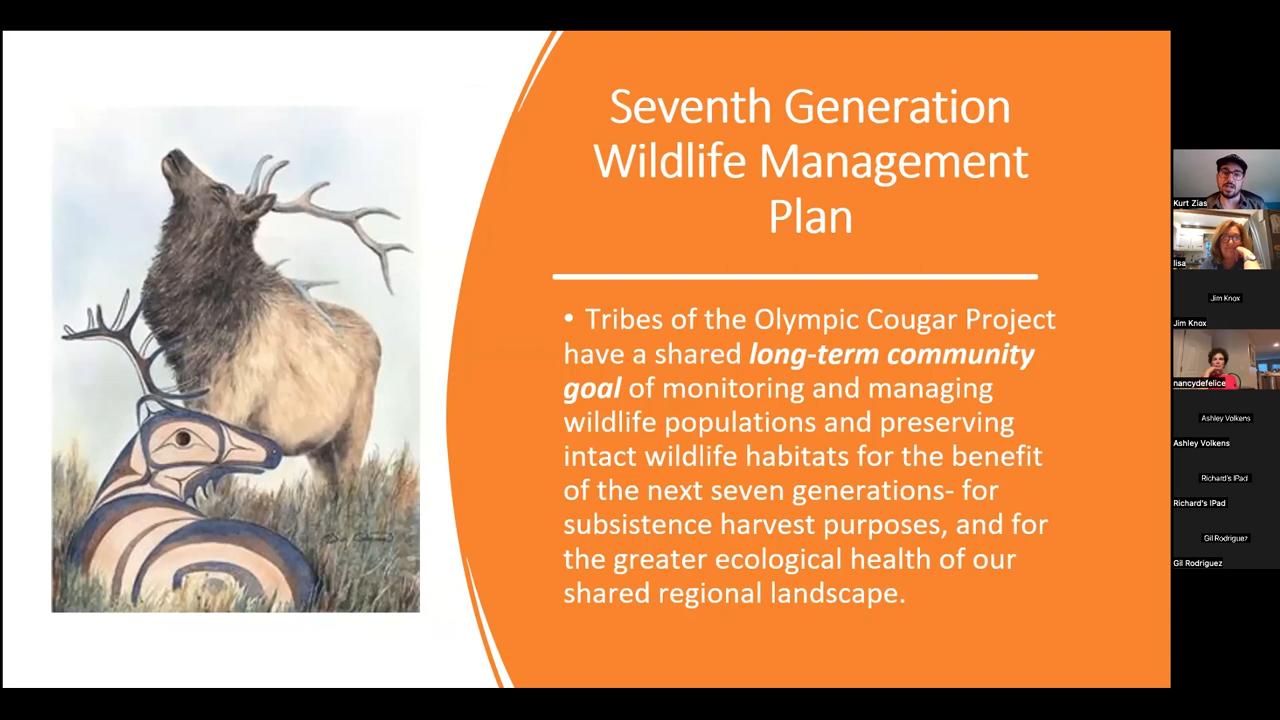 Seventh Generation
Wildlife Management
Plan
• Tribes of the Olympic Cougar Project
have a shared long-term community
goal of monitoring and managing
wildlife populations and preserving
intact wildlife habitats for the benefit
of the next seven generations- for
subsistence harvest purposes, and for
the greater ecological health of our
shared regional landscape.
Kurt Zias
lisa
Jim Knox
Jim Knox
nancydefelice
Ashley Volkens
Ashley Volkens
Richard's IPad
Richard's IPad
Gil Rodriguez
Gil Rodriguez